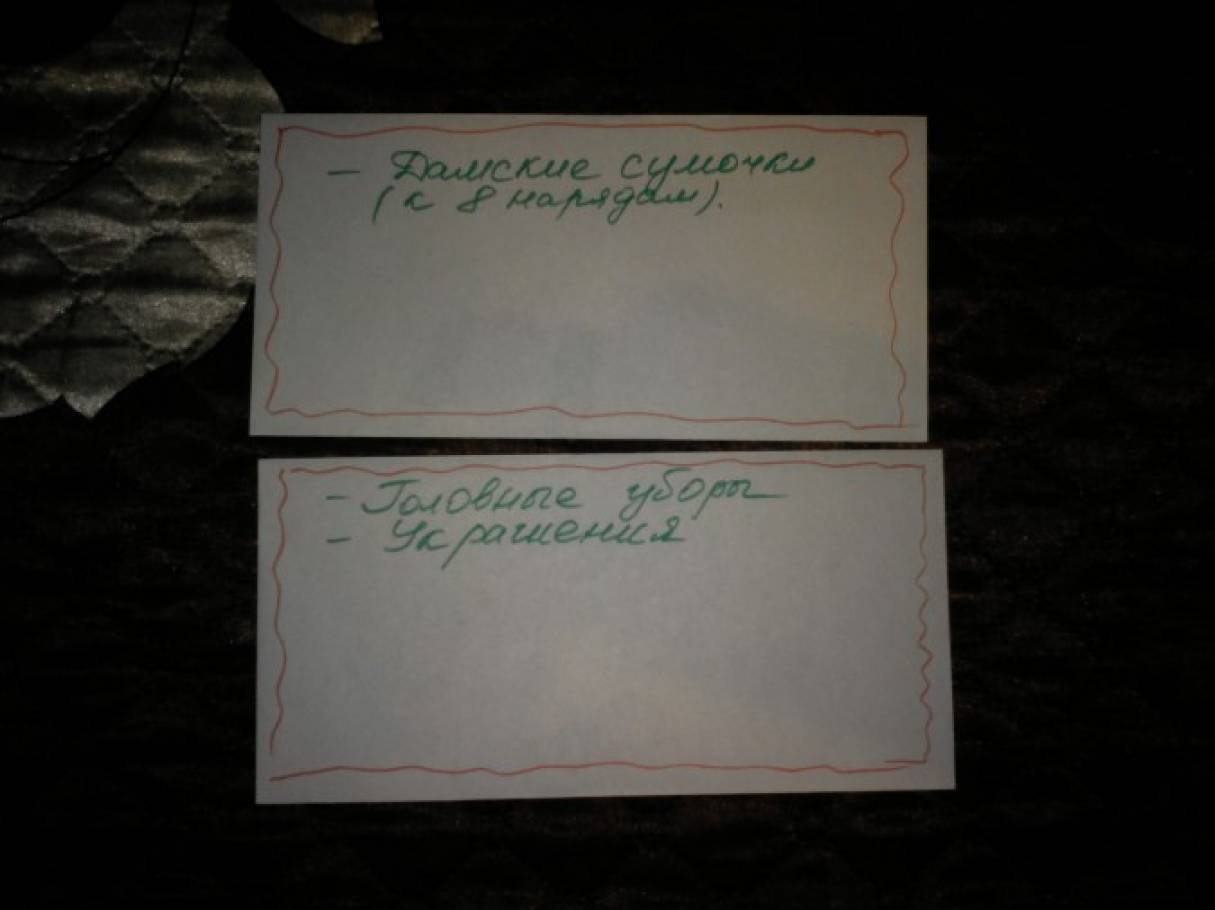 - Дамские сумочки
(к 8 нарядам).
- Головные уборы
- Украшения